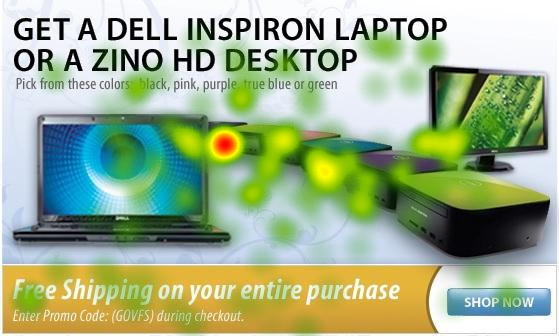 GET A DELL INSPIRON LAPTOP
OR A ZINO HD DESKTOP
Pick from these colors: black, pink, purple, true blue or green
DELL
Free Shipping on your entire purchase
Enter Promo Code: (GOVFS) during checkout.
SHOP NOW